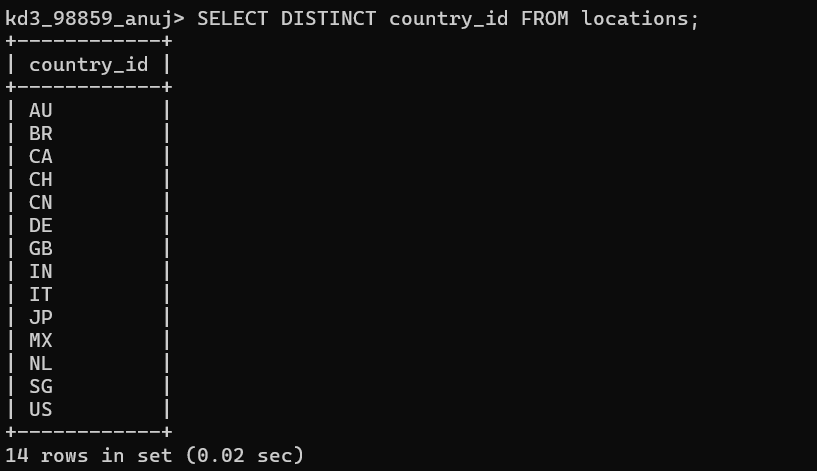 kd3_98859_anuj> SELECT DISTINCT country_id FROM locations;
+------------+
| country_id |
+------------+
| AU         |
| BR         |
| CA         |
| CH         |
| CN         |
| DE         |
| GB         |
| IN         |
| IT         |
| JP         |
| MX         |
| NL         |
| SG         |
| US         |
+------------+
14 rows in set (0.02 sec)